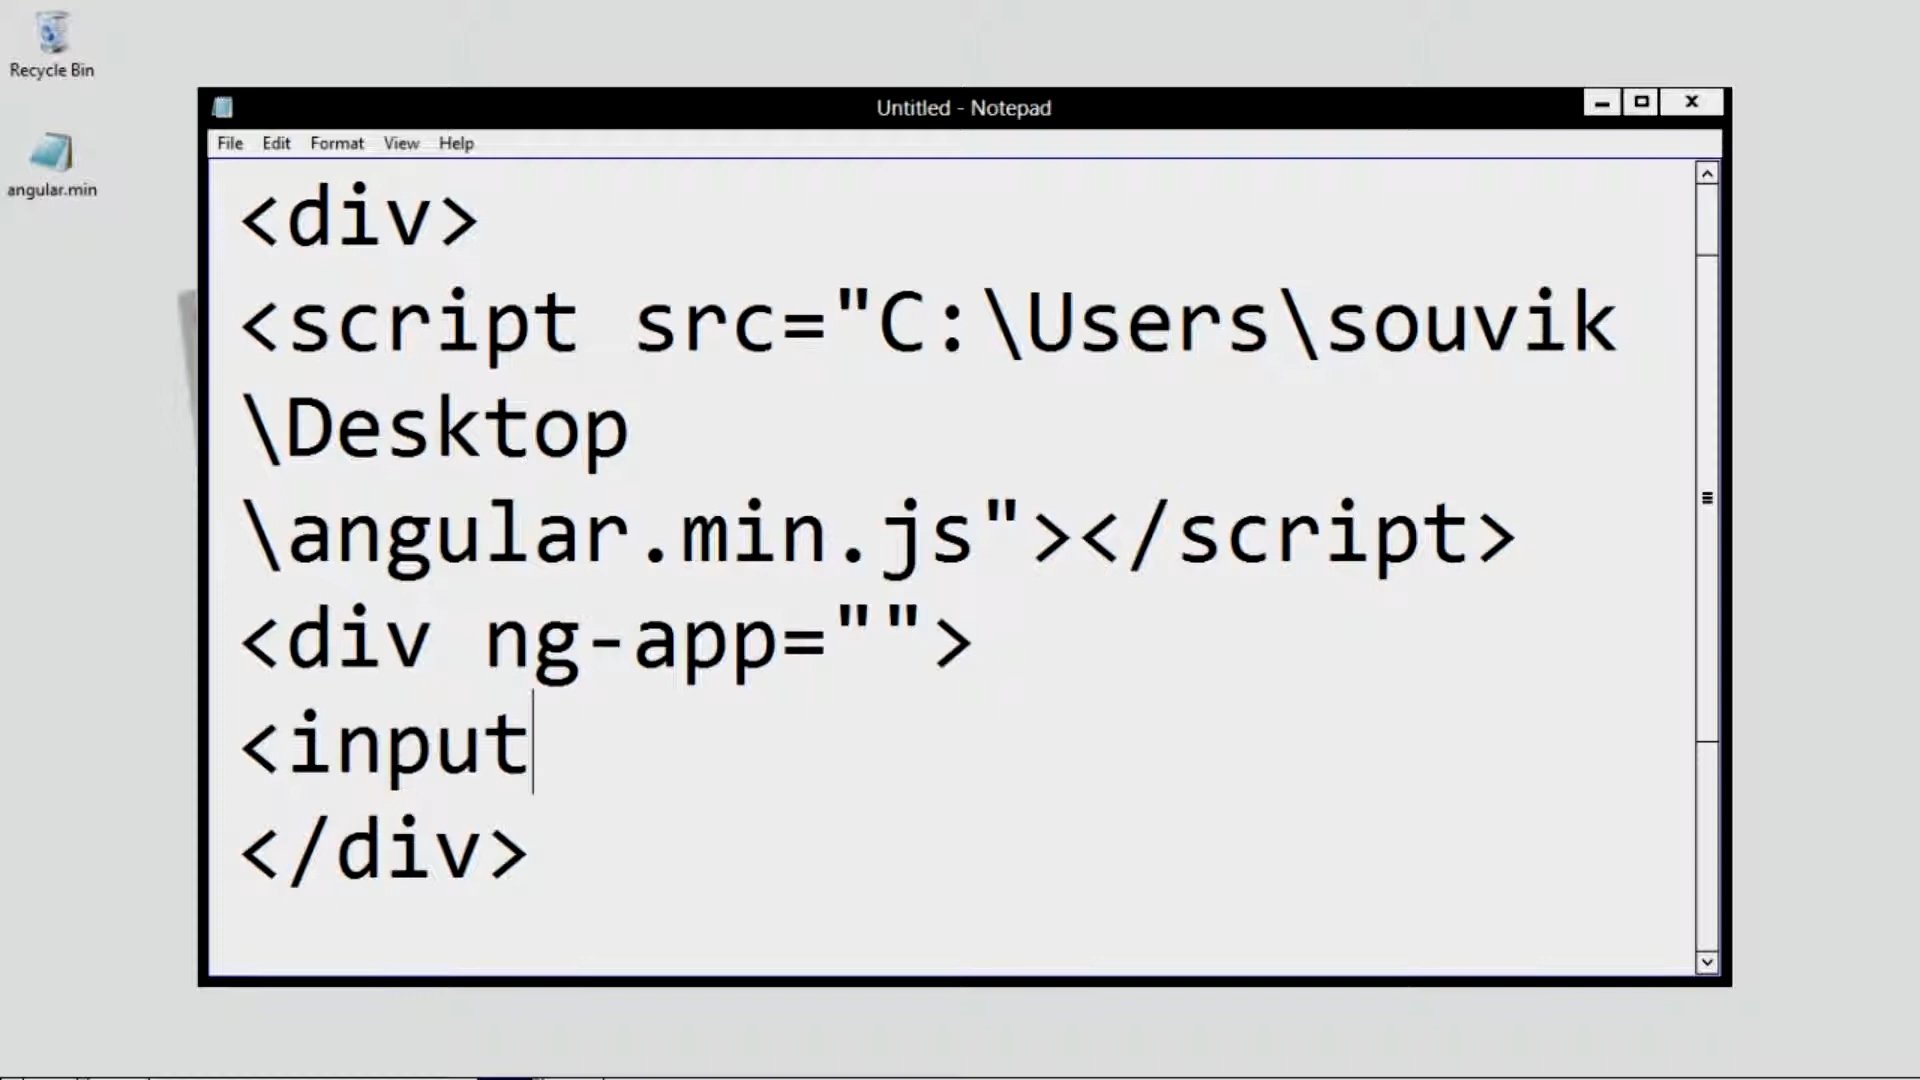 Recycle Bin
angular.min
Untitled - Notepad
File Edit Format View Help
<div>
<script src="C:\Users\souvik
\Desktop
\angular.min.js"></script>
<div ng-app="">
<input
</div>